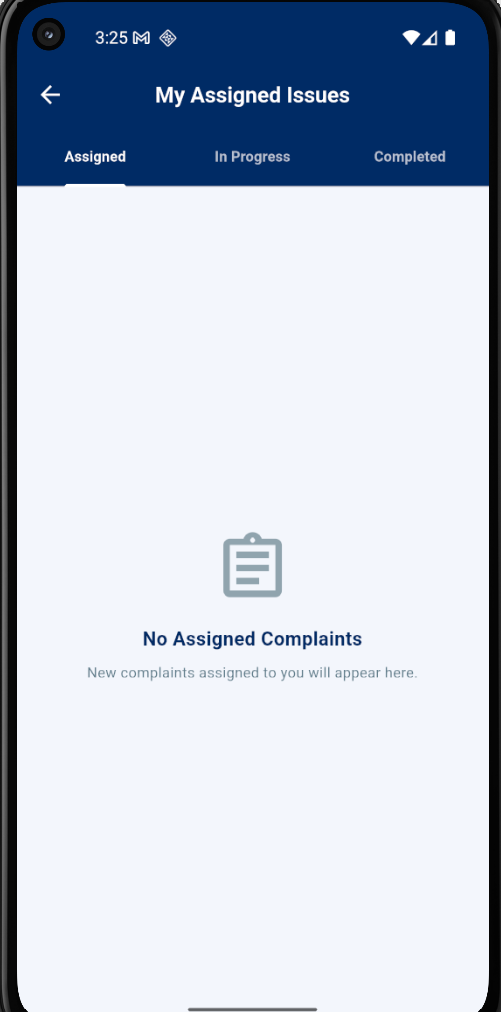 3:25
My Assigned Issues
Assigned In Progress Completed
No Assigned Complaints
New complaints assigned to you will appear here.